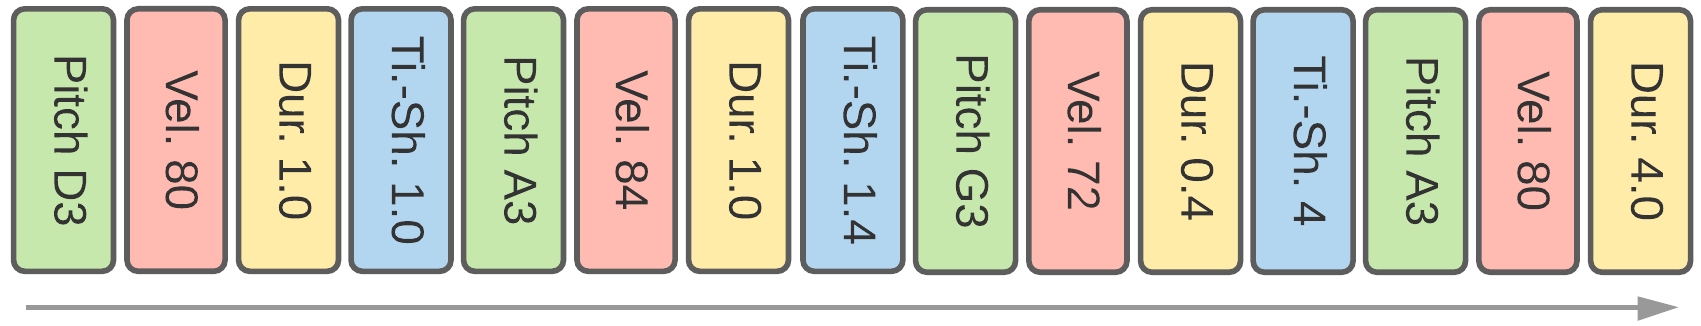 Pitch D3
Vel. 80
Dur. 1.0
Ti.-Sh. 1.0
Pitch A3
Vel. 84
Dur. 1.0
Ti.-Sh. 1.4
Pitch G3
Vel. 72
Dur. 0.4
Ti.-Sh. 4
Pitch A3
Vel. 80
Dur. 4.0